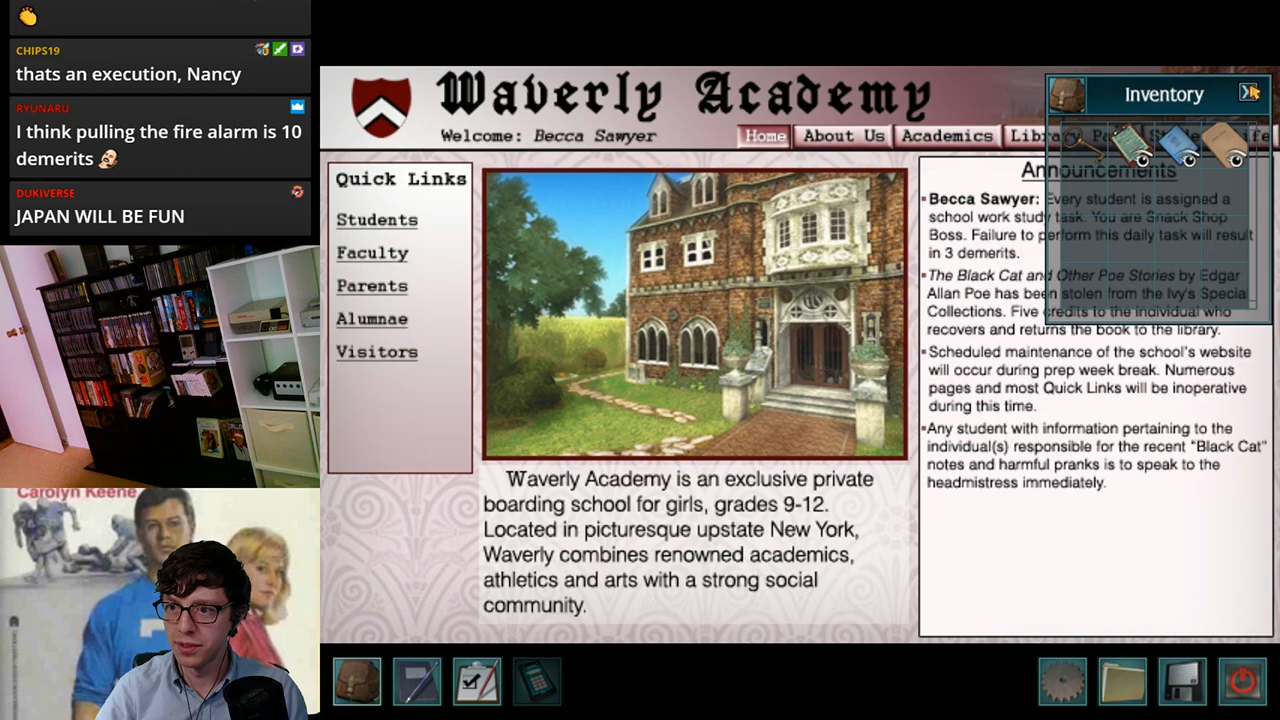 CHIPS19
thats an execution, Nancy
RYUNARU
I think pulling the fire alarm is 10
demerits
DUKIVERSE
JAPAN WILL BE FUN
Carolyn Keene
Waverly Academy
Welcome: Becca Sawyer
Home
About Us
Academics
Inventory
Quick Links
Students
Faculty
Parents
Alumnae
Visitors
Waverly Academy is an exclusive private
boarding school for girls, grades 9-12.
Located in picturesque upstate New York,
Waverly combines renowned academics,
athletics and arts with a strong social
community.
Announcements
Becca Sawyer: Every student is assigned a
school work study task. You are Snack Shop
Boss. Failure to perform this daily task will result
in 3 demerits.
The Black Cat and Other Poe Stories by Edgar
Allan Poe has been stolen from the Ivy's Special
Collections. Five credits to the individual who
recovers and returns the book to the library.
Scheduled maintenance of the school's website
will occur during prep week break. Numerous
pages and most Quick Links will be inoperative
during this time.
Any student with information pertaining to the
individual(s) responsible for the recent "Black Cat"
notes and harmful pranks is to speak to the
headmistress immediately.